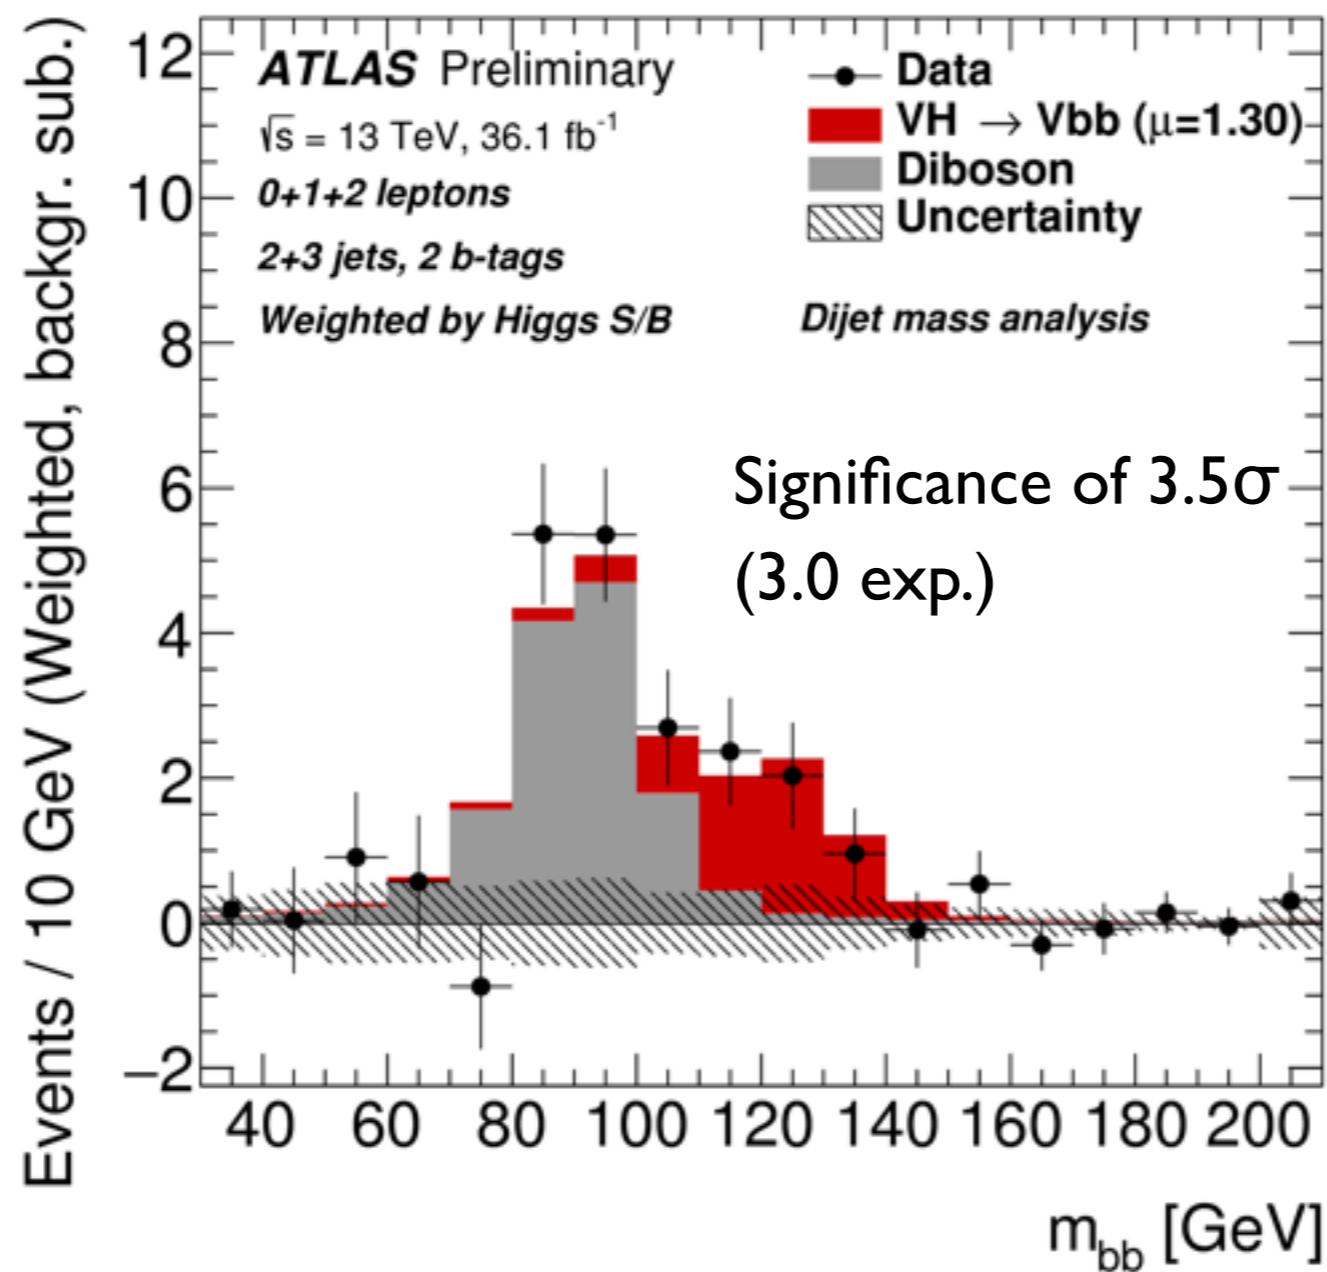 Events / 10 GeV (Weighted, backgr. sub.)
12
10
8
6
4
2
0
−2
ATLAS Preliminary
√s = 13 TeV, 36.1 fb⁻¹
0+1+2 leptons
2+3 jets, 2 b-tags
Weighted by Higgs S/B
Data
VH → Vbb (μ=1.30)
Diboson
Uncertainty
Dijet mass analysis
Significance of 3.5σ
(3.0 exp.)
40 60 80 100 120 140 160 180 200
m_bb [GeV]